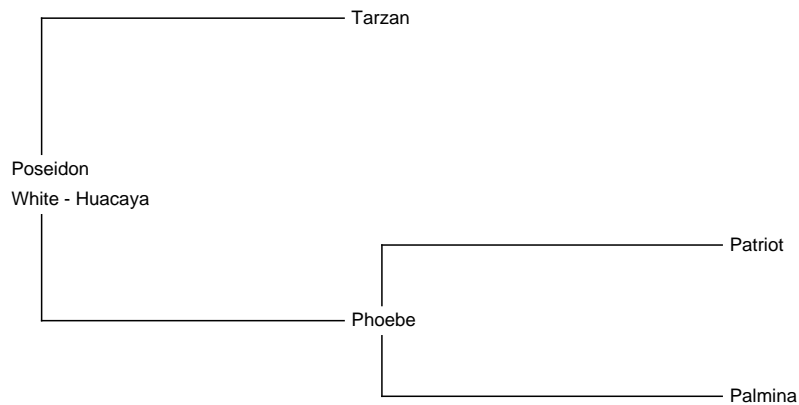 Tarzan
Poseidon
White - Huacaya
Patriot
Phoebe
Palmina